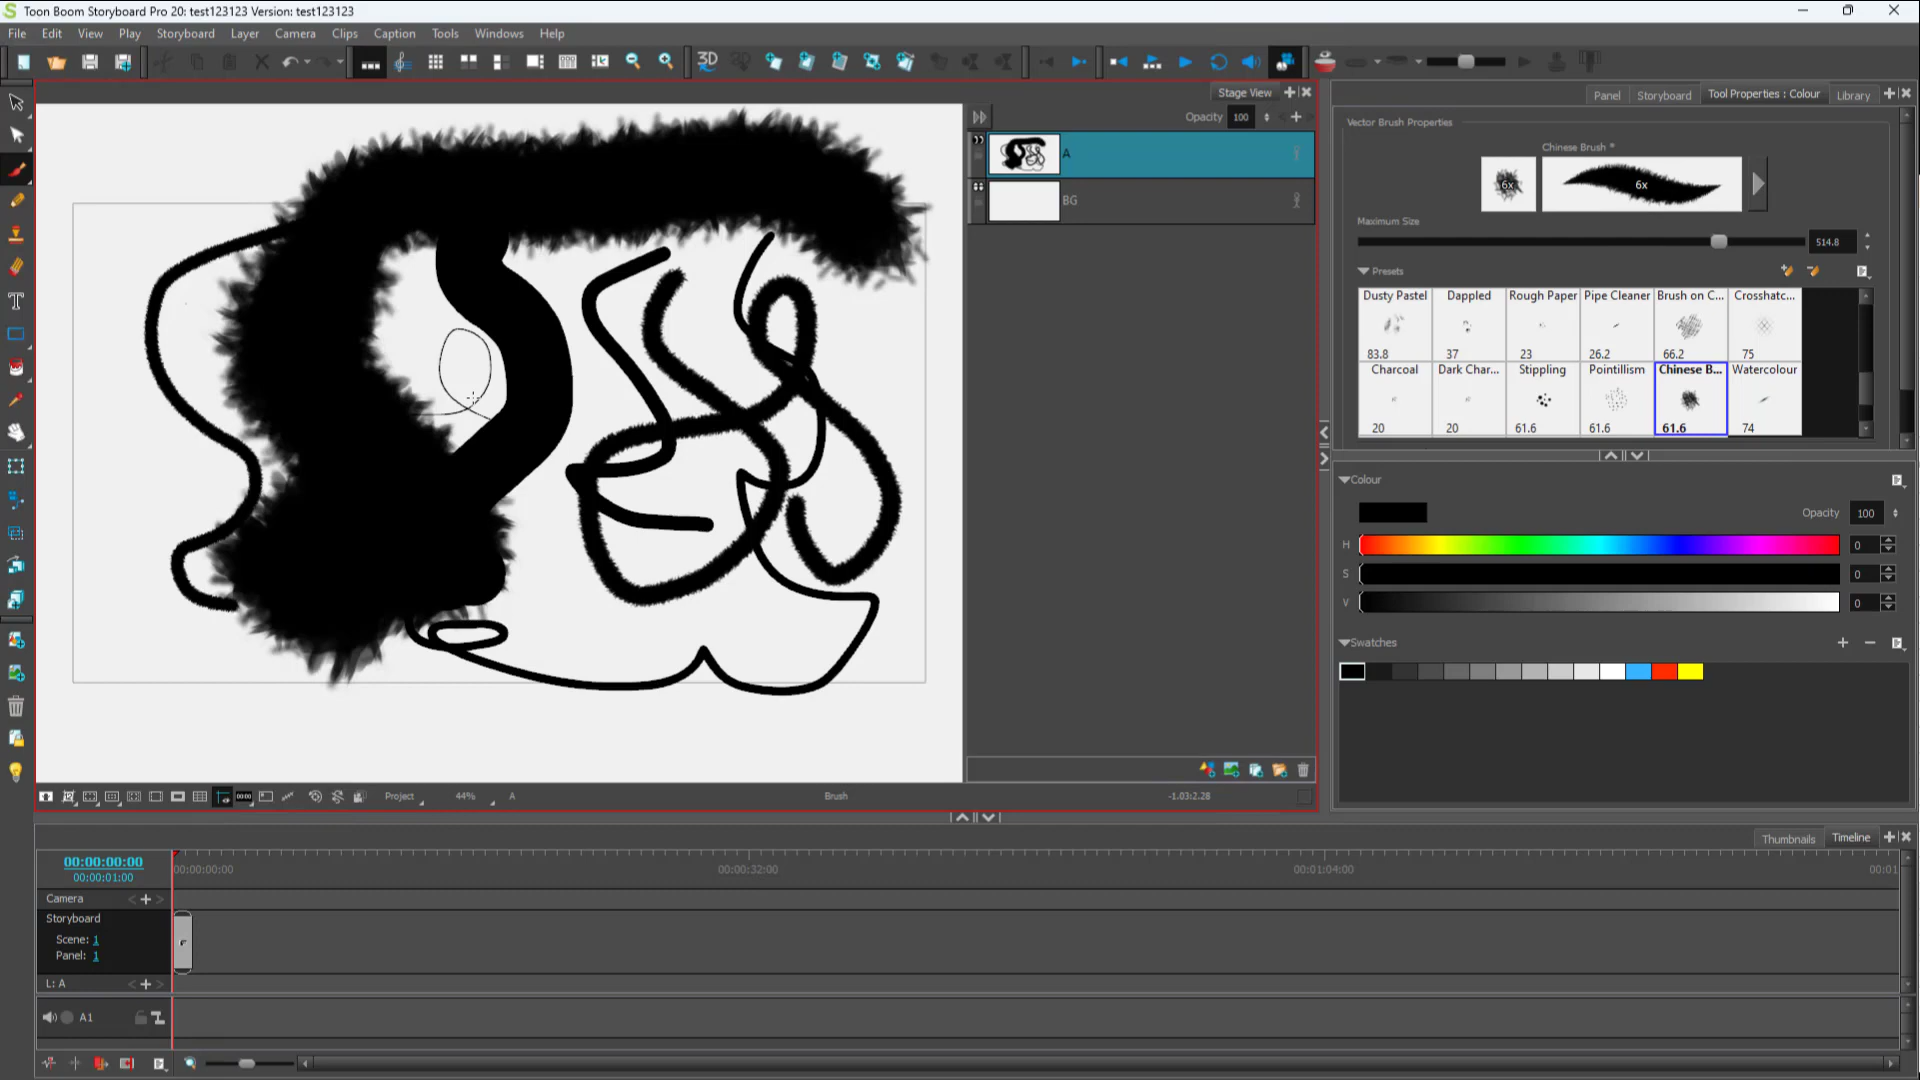 Toon Boom Storyboard Pro 20: test123123 Version: test123123
File Edit View Play Storyboard Layer Camera Clips Caption Tools Windows Help
3D
Stage View
Panel Storyboard Tool Properties : Colour Library
Opacity 100
A
BG
Vector Brush Properties
Chinese Brush *
6x 6x
Maximum Size
514.8
Presets
Dusty Pastel Dappled Rough Paper Pipe Cleaner Brush on C... Crosshatc...
83.8 37 23 26.2 66.2 75
Charcoal Dark Char... Stippling Pointillism Chinese B... Watercolour
20 20 61.6 61.6 61.6 74
Colour
Opacity 100
H 0
S 0
V 0
Swatches
Project 44% A Brush -1.03:2.28
Thumbnails Timeline
00:00:00:00
00:00:01:00
00:00:00:00 00:00:32:00 00:01:04:00 00:01
Camera
Storyboard
Scene: 1
Panel: 1
L: A
A1